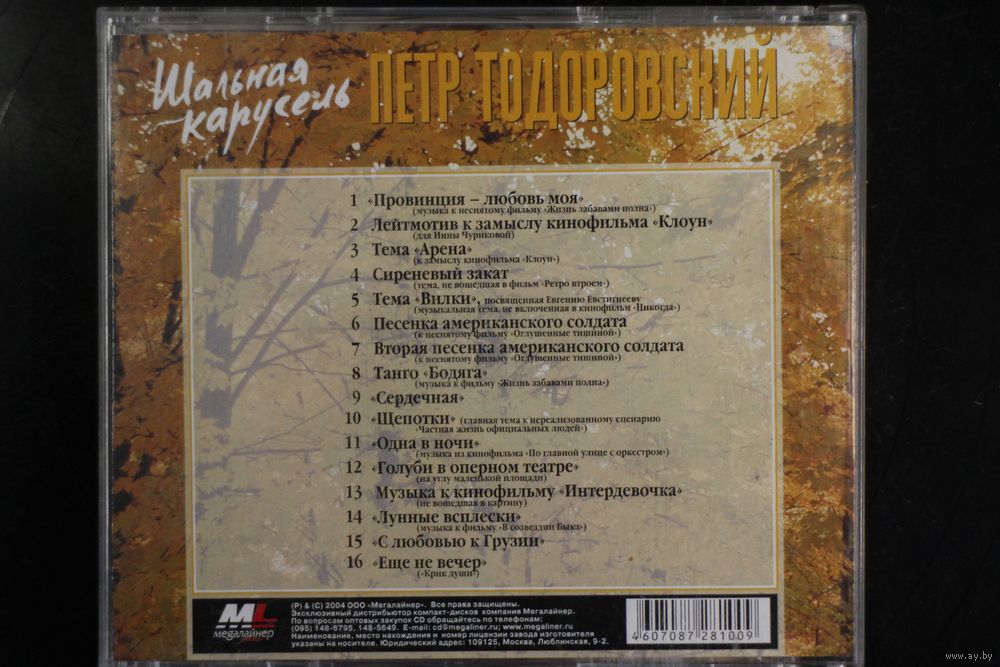 Шальная
карусель
ПЕТР ТОДОРОВСКИЙ
1 «Провинция – любовь моя»
(музыка к неснятому фильму «Жизнь забавами полна»)
2 Лейтмотив к замыслу кинофильма «Клоун»
(для Инны Чуриковой)
3 Тема «Арена»
(к замыслу кинофильма «Клоун»)
4 Сиреневый закат
(тема, не вошедшая в фильм «Ретро втроем»)
5 Тема «Вилки», посвященная Евгению Евстигнееву
(музыкальная тема, не включенная в кинофильм «Никогда»)
6 Песенка американского солдата
(к неснятому фильму «Оглушенные тишиной»)
7 Вторая песенка американского солдата
(к неснятому фильму «Оглушенные тишиной»)
8 Танго «Бодяга»
(музыка к фильму «Жизнь забавами полна»)
9 «Сердечная»
10 «Щепотки» (главная тема к нереализованному сценарию
«Частная жизнь официальных людей»)
11 «Одна в ночи»
(музыка из кинофильма «По главной улице с оркестром»)
12 «Голуби в оперном театре»
(на углу маленькой площади)
13 Музыка к кинофильму «Интердевочка»
(не вошедшая в картину)
14 «Лунные всплески»
(музыка к фильму «В созвездии Быка»)
15 «С любовью к Грузии»
16 «Еще не вечер»
(«Крик души»)
ML
мегалайнер
(P) & (C) 2004 ООО «Мегалайнер». Все права защищены.
Эксклюзивный дистрибьютор компакт-дисков компания Мегалайнер.
По вопросам оптовых закупок CD обращайтесь по телефонам:
(095) 148-5795, 148-5649. E-mail: cd@megaliner.ru, http://www.megaliner.ru
Наименование, место нахождения и номер лицензии завода изготовителя
указаны на носителе. Юридический адрес: 109125, Москва, Люблинская, 9-2.
4607087281009
www.ay.by